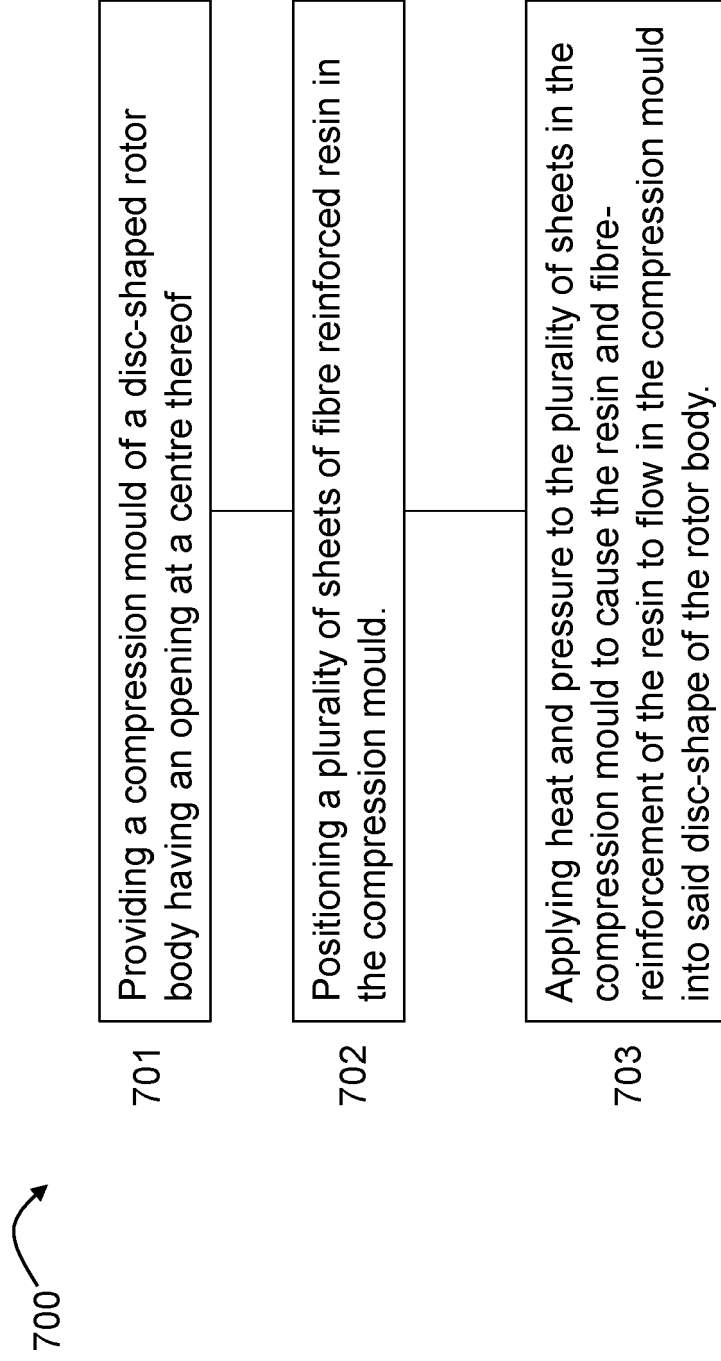 700
701
Providing a compression mould of a disc-shaped rotor
body having an opening at a centre thereof
702
Positioning a plurality of sheets of fibre reinforced resin in
the compression mould.
703
Applying heat and pressure to the plurality of sheets in the
compression mould to cause the resin and fibre-
reinforcement of the resin to flow in the compression mould
into said disc-shape of the rotor body.